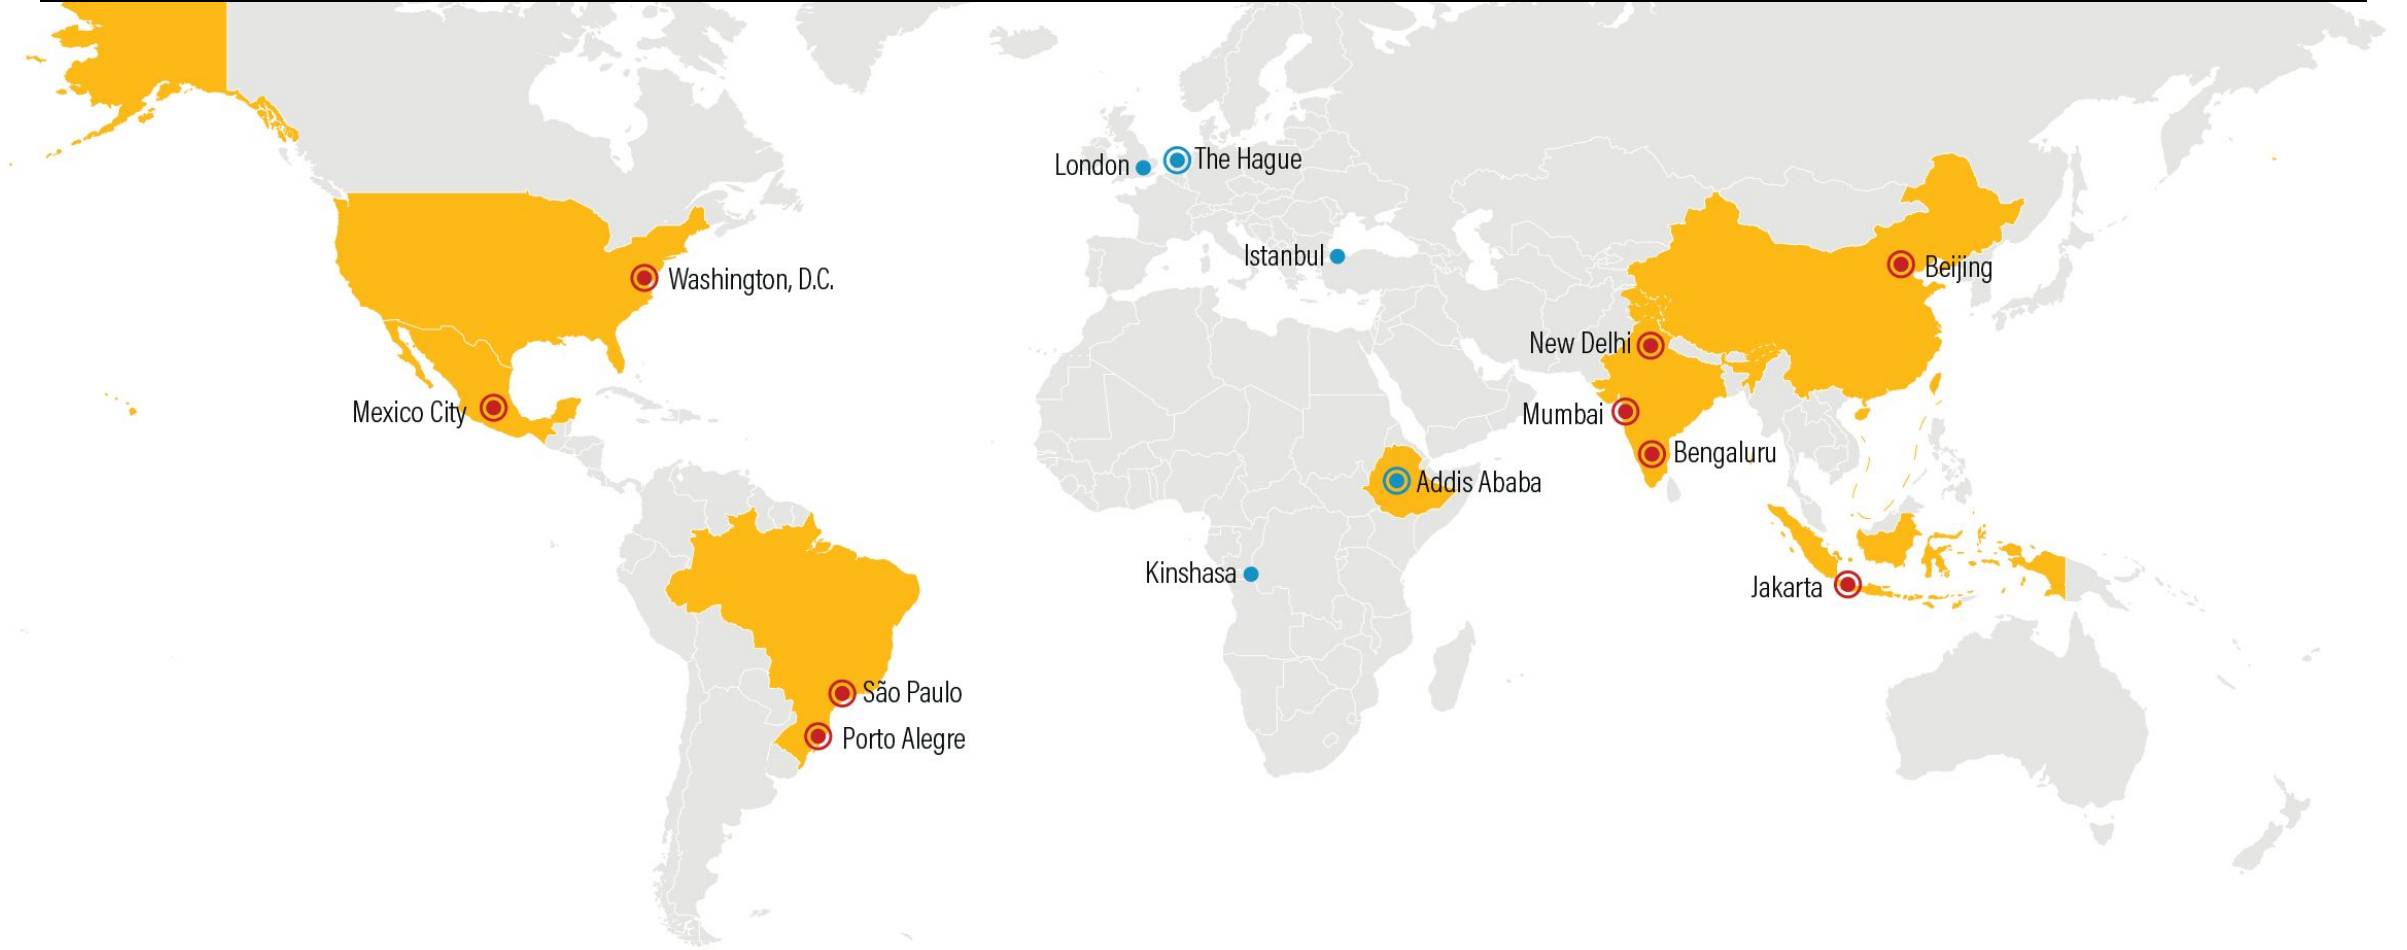 London
The Hague
Istanbul
Washington, D.C.
Beijing
New Delhi
Mexico City
Mumbai
Bengaluru
Addis Ababa
Kinshasa
Jakarta
São Paulo
Porto Alegre